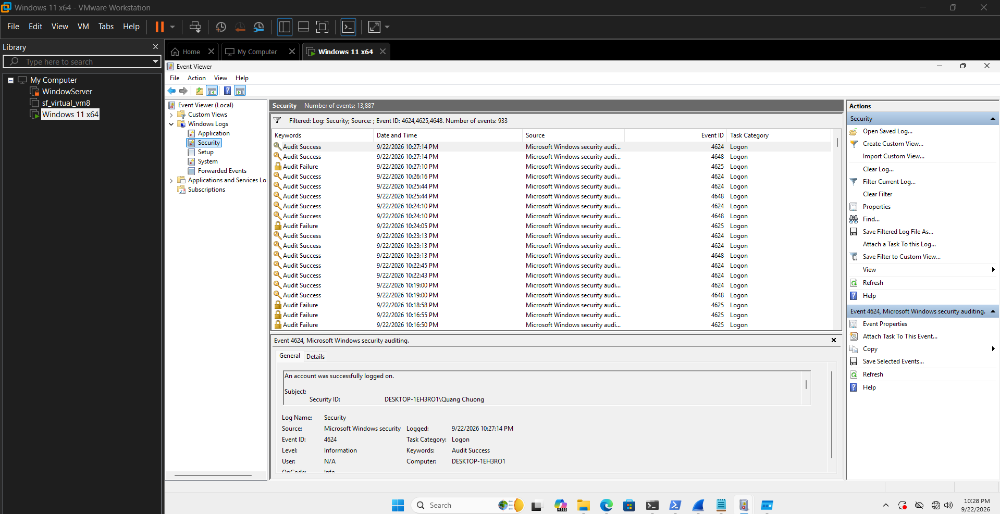 Windows 11 x64 - VMware Workstation
File Edit View VM Tabs Help
Library
Type here to search
My Computer
WindowServer
sf_virtual_vm8
Windows 11 x64
Home My Computer Windows 11 x64
Event Viewer
File Action View Help
Event Viewer (Local)
Custom Views
Windows Logs
Application
Security
Setup
System
Forwarded Events
Applications and Services Lo
Subscriptions
Security Number of events: 13,887
Filtered: Log: Security; Source: ; Event ID: 4624,4625,4648. Number of events: 933
Keywords Date and Time Source Event ID Task Category
Audit Success 9/22/2026 10:27:14 PM Microsoft Windows security audi... 4624 Logon
Audit Success 9/22/2026 10:27:14 PM Microsoft Windows security audi... 4648 Logon
Audit Failure 9/22/2026 10:27:10 PM Microsoft Windows security audi... 4625 Logon
Audit Success 9/22/2026 10:26:16 PM Microsoft Windows security audi... 4624 Logon
Audit Success 9/22/2026 10:25:44 PM Microsoft Windows security audi... 4624 Logon
Audit Success 9/22/2026 10:25:44 PM Microsoft Windows security audi... 4648 Logon
Audit Success 9/22/2026 10:24:10 PM Microsoft Windows security audi... 4624 Logon
Audit Success 9/22/2026 10:24:10 PM Microsoft Windows security audi... 4648 Logon
Audit Failure 9/22/2026 10:24:05 PM Microsoft Windows security audi... 4625 Logon
Audit Success 9/22/2026 10:23:13 PM Microsoft Windows security audi... 4624 Logon
Audit Success 9/22/2026 10:23:13 PM Microsoft Windows security audi... 4624 Logon
Audit Success 9/22/2026 10:23:13 PM Microsoft Windows security audi... 4648 Logon
Audit Success 9/22/2026 10:22:45 PM Microsoft Windows security audi... 4624 Logon
Audit Success 9/22/2026 10:22:43 PM Microsoft Windows security audi... 4624 Logon
Audit Success 9/22/2026 10:19:00 PM Microsoft Windows security audi... 4624 Logon
Audit Success 9/22/2026 10:19:00 PM Microsoft Windows security audi... 4648 Logon
Audit Failure 9/22/2026 10:18:58 PM Microsoft Windows security audi... 4625 Logon
Audit Failure 9/22/2026 10:16:55 PM Microsoft Windows security audi... 4625 Logon
Audit Failure 9/22/2026 10:16:50 PM Microsoft Windows security audi... 4625 Logon
Event 4624, Microsoft Windows security auditing.
General Details
An account was successfully logged on.
Subject:
Security ID: DESKTOP-1EH3RO1\Quang Chuong
Log Name: Security
Source: Microsoft Windows security Logged: 9/22/2026 10:27:14 PM
Event ID: 4624 Task Category: Logon
Level: Information Keywords: Audit Success
User: N/A Computer: DESKTOP-1EH3RO1
OpCode: Info
Actions
Security
Open Saved Log...
Create Custom View...
Import Custom View...
Clear Log...
Filter Current Log...
Clear Filter
Properties
Find...
Save Filtered Log File As...
Attach a Task To this Log...
Save Filter to Custom View...
View
Refresh
Help
Event 4624, Microsoft Windows security auditing.
Event Properties
Attach Task To This Event...
Copy
Save Selected Events...
Refresh
Help
Search
M365
10:28 PM
9/22/2026